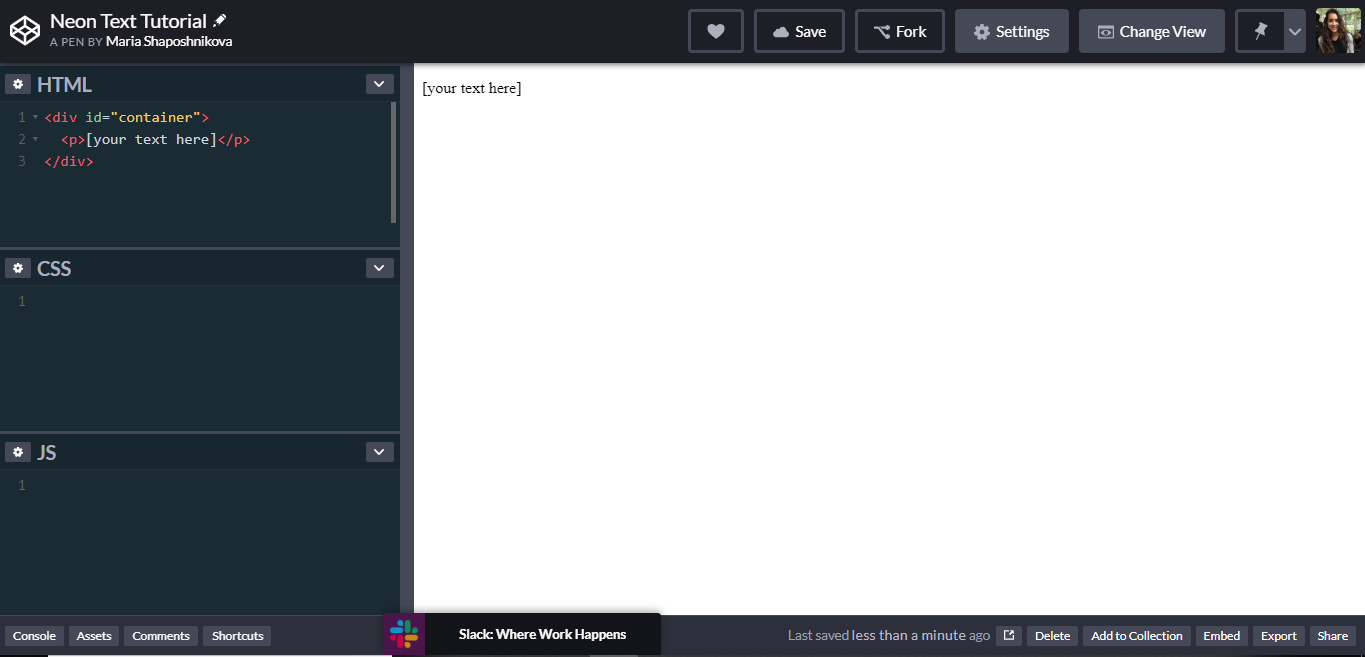 Neon Text Tutorial
A PEN BY Maria Shaposhnikova
Save
Fork
Settings
Change View
HTML
1 <div id="container">
2 <p>[your text here]</p>
3 </div>
CSS
1
JS
1
[your text here]
Console
Assets
Comments
Shortcuts
Slack: Where Work Happens
Last saved less than a minute ago
Delete
Add to Collection
Embed
Export
Share